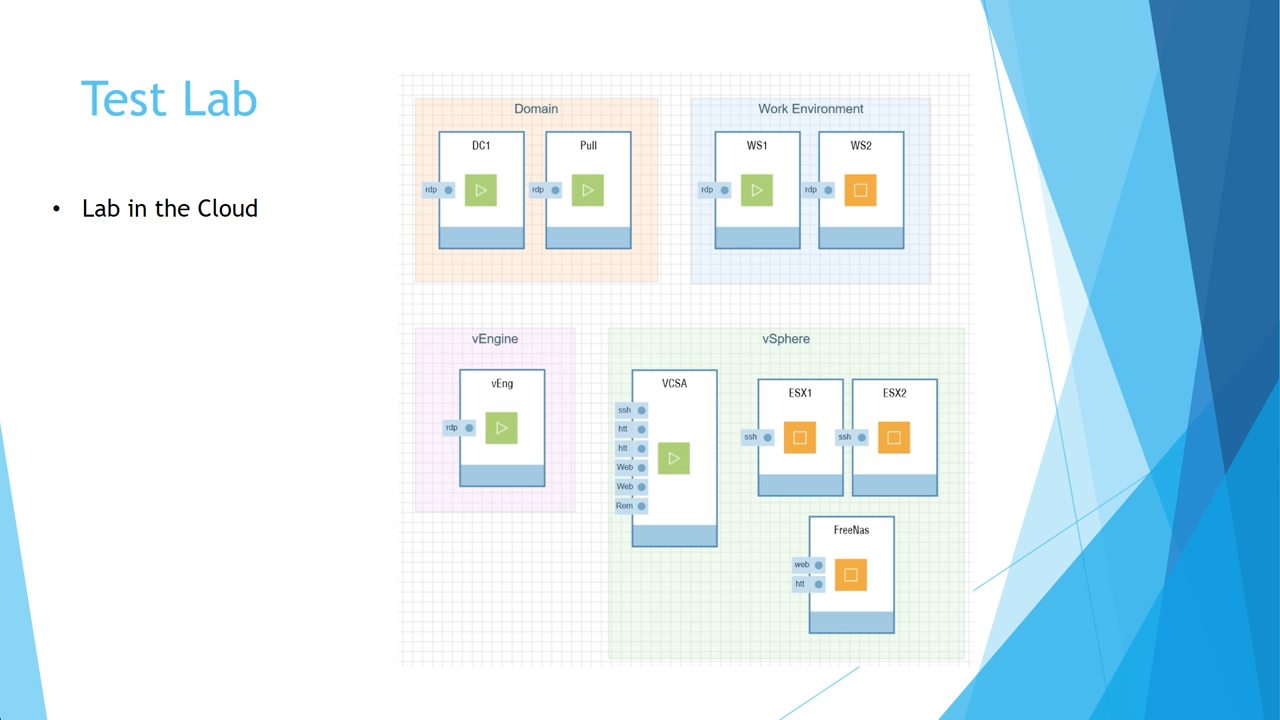 Test Lab
• Lab in the Cloud
Domain
DC1
rdp
Pull
rdp
Work Environment
WS1
rdp
WS2
rdp
vEngine
vEng
rdp
vSphere
VCSA
ssh
htt
htt
Web
Web
Rem
ESX1
ssh
ESX2
ssh
FreeNas
web
htt